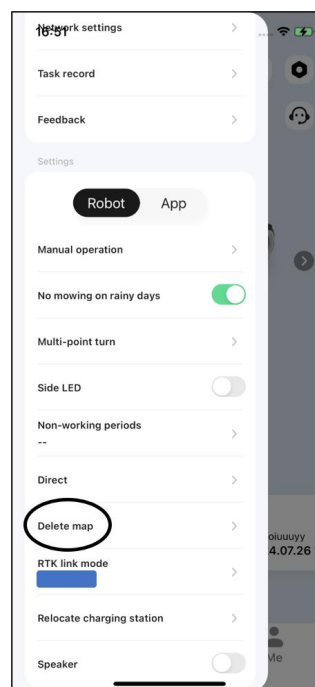 Network settings
16:51
Task record
Feedback
Settings
Robot App
Manual operation
No mowing on rainy days
Multi-point turn
Side LED
Non-working periods
--
Direct
Delete map
oiuuuyy
4.07.26
RTK link mode
Relocate charging station
Speaker
Me